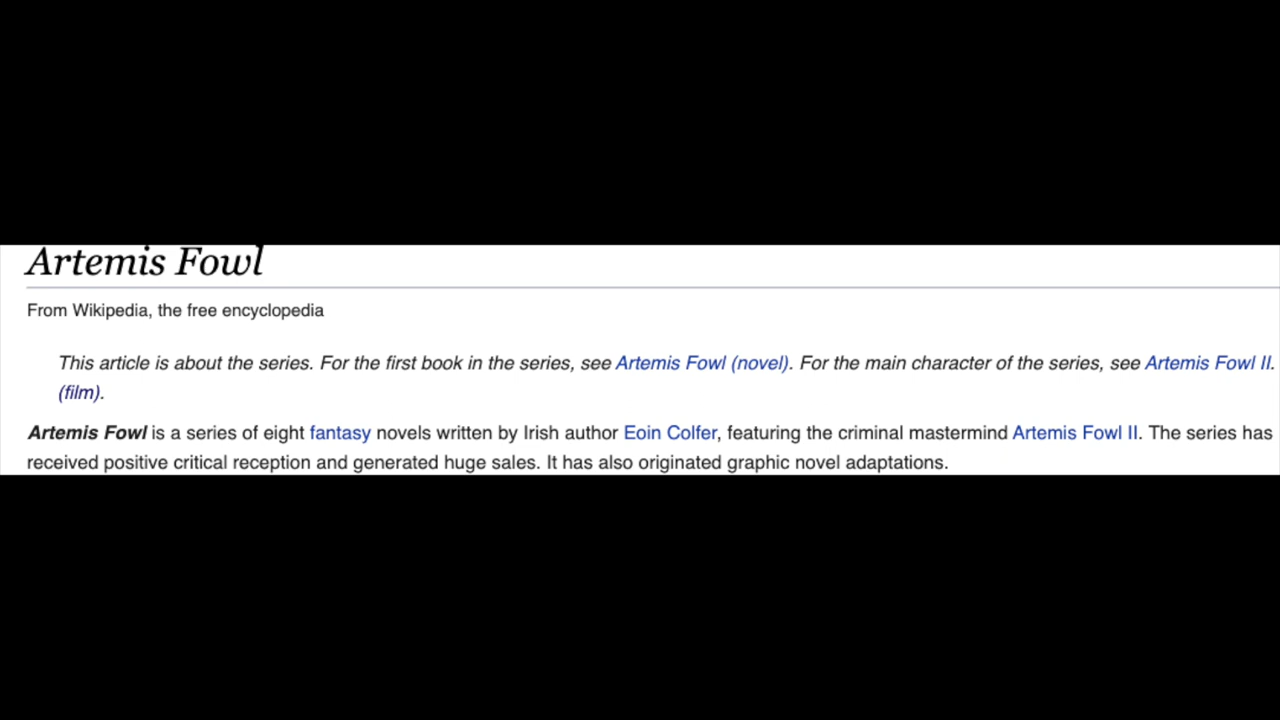 Artemis Fowl
From Wikipedia, the free encyclopedia
This article is about the series. For the first book in the series, see Artemis Fowl (novel). For the main character of the series, see Artemis Fowl II.
(film).
Artemis Fowl is a series of eight fantasy novels written by Irish author Eoin Colfer, featuring the criminal mastermind Artemis Fowl II. The series has
received positive critical reception and generated huge sales. It has also originated graphic novel adaptations.